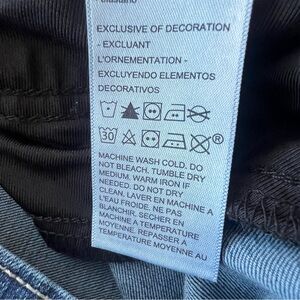 EXCLUSIVE OF DECORATION
- EXCLUANT
L'ORNEMENTATION -
EXCLUYENDO ELEMENTOS
DECORATIVOS
30 ®
MACHINE WASH COLD. DO
NOT BLEACH. TUMBLE DRY
MEDIUM. WARM IRON IF
NEEDED. DO NOT DRY
CLEAN. LAVER EN MACHINE A
L'EAU FROIDE. NE PAS
BLANCHIR. SECHER EN
MACHINE A TEMPERATURE
MOYENNE. REPASSER A
TEMPERATURE MOYENNE AU